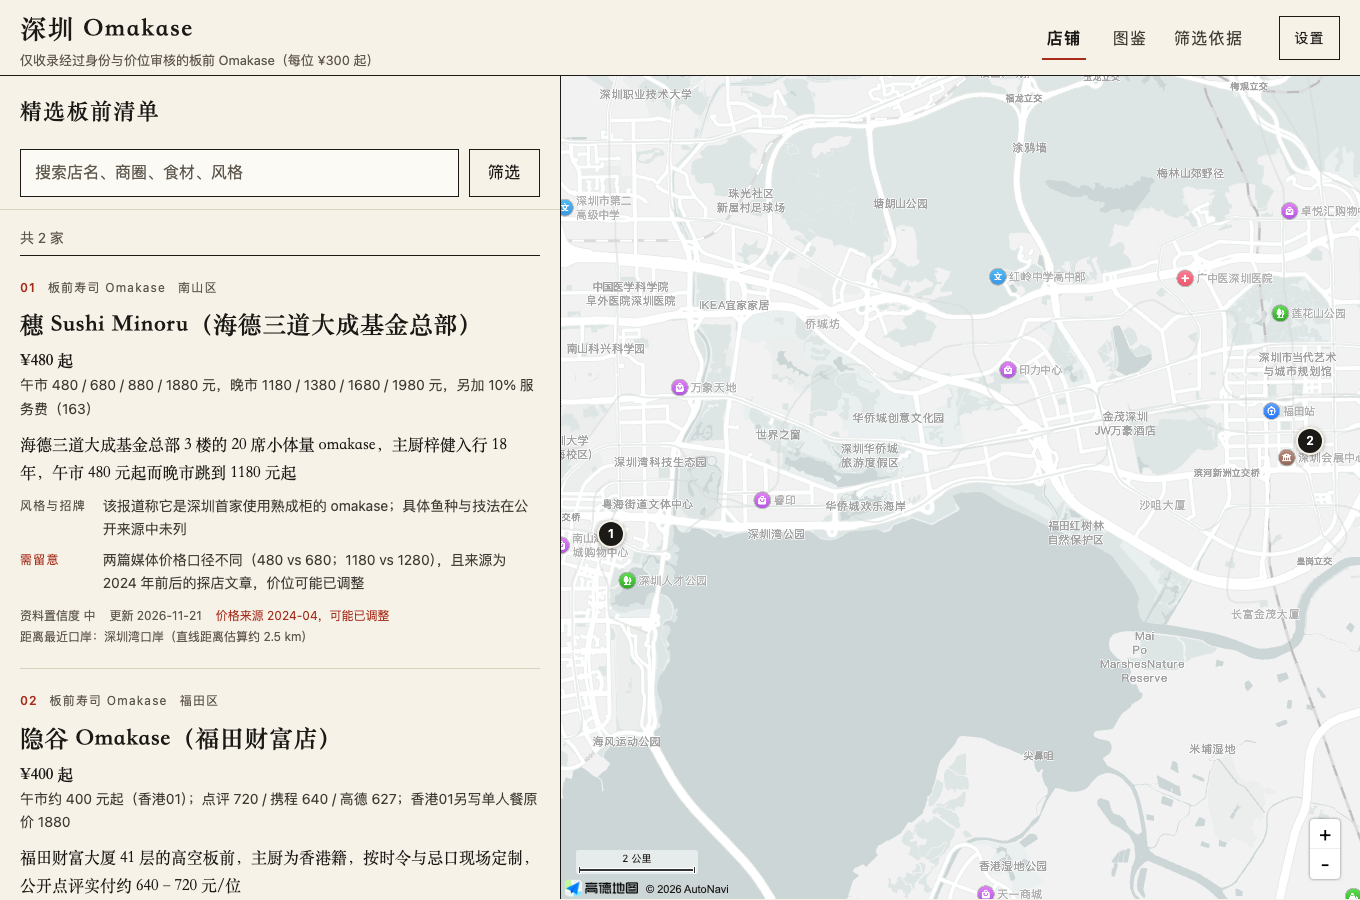 深圳 Omakase
仅收录经过身份与价位审核的板前 Omakase（每位 ¥300 起）
店铺
图鉴
筛选依据
设置
精选板前清单
搜索店名、商圈、食材、风格
筛选
共 2 家
01 板前寿司 Omakase 南山区
穗 Sushi Minoru（海德三道大成基金总部）
¥480 起
午市 480 / 680 / 880 / 1880 元，晚市 1180 / 1380 / 1680 / 1980 元，另加 10% 服
务费（163）
海德三道大成基金总部 3 楼的 20 席小体量 omakase，主厨梓健入行 18
年，午市 480 元起而晚市跳到 1180 元起
风格与招牌 该报道称它是深圳首家使用熟成柜的 omakase；具体鱼种与技法在公
开来源中未列
需留意 两篇媒体价格口径不同（480 vs 680；1180 vs 1280），且来源为
2024 年前后的探店文章，价位可能已调整
资料置信度 中 更新 2026-11-21 价格来源 2024-04，可能已调整
距离最近口岸：深圳湾口岸（直线距离估算约 2.5 km）
02 板前寿司 Omakase 福田区
隐谷 Omakase（福田财富店）
¥400 起
午市约 400 元起（香港01）；点评 720 / 携程 640 / 高德 627；香港01另写单人餐原
价 1880
福田财富大厦 41 层的高空板前，主厨为香港籍，按时令与忌口现场定制，
公开点评实付约 640 – 720 元/位
深圳职业技术大学
福龙立交
梅观立交
涂鸦墙
梅林山郊野径
珠光社区
新屋村足球场
塘朗山公园
深圳市第二
高级中学
卓悦汇购物中
红岭中学高中部
广中医深圳医院
中国医学科学院
阜外医院深圳医院
IKEA宜家家居
侨城坊
莲花山公园
南山科兴科学园
深圳市当代艺术
与城市规划馆
印力中心
万象天地
华侨城创意文化园
金茂深圳
JW万豪酒店
福田站
2
世界之窗
深圳华侨城
旅游度假区
深圳会展中心
圳大学
海校区)
深圳湾科技生态园
滨河新洲立交桥
粤海街道文体中心
睿印
华侨城欢乐海岸
沙咀大厦
交桥
1
深圳湾公园
福田红树林
自然保护区
南山
城购物中心
皇岗立交
深圳人才公园
长富金茂大厦
Mai
Po
MarshesNature
Reserve
海风运动公园
尖鼻咀
米埔湿地
+
-
2 公里
香港湿地公园
天一商城
高德地图 © 2026 AutoNavi